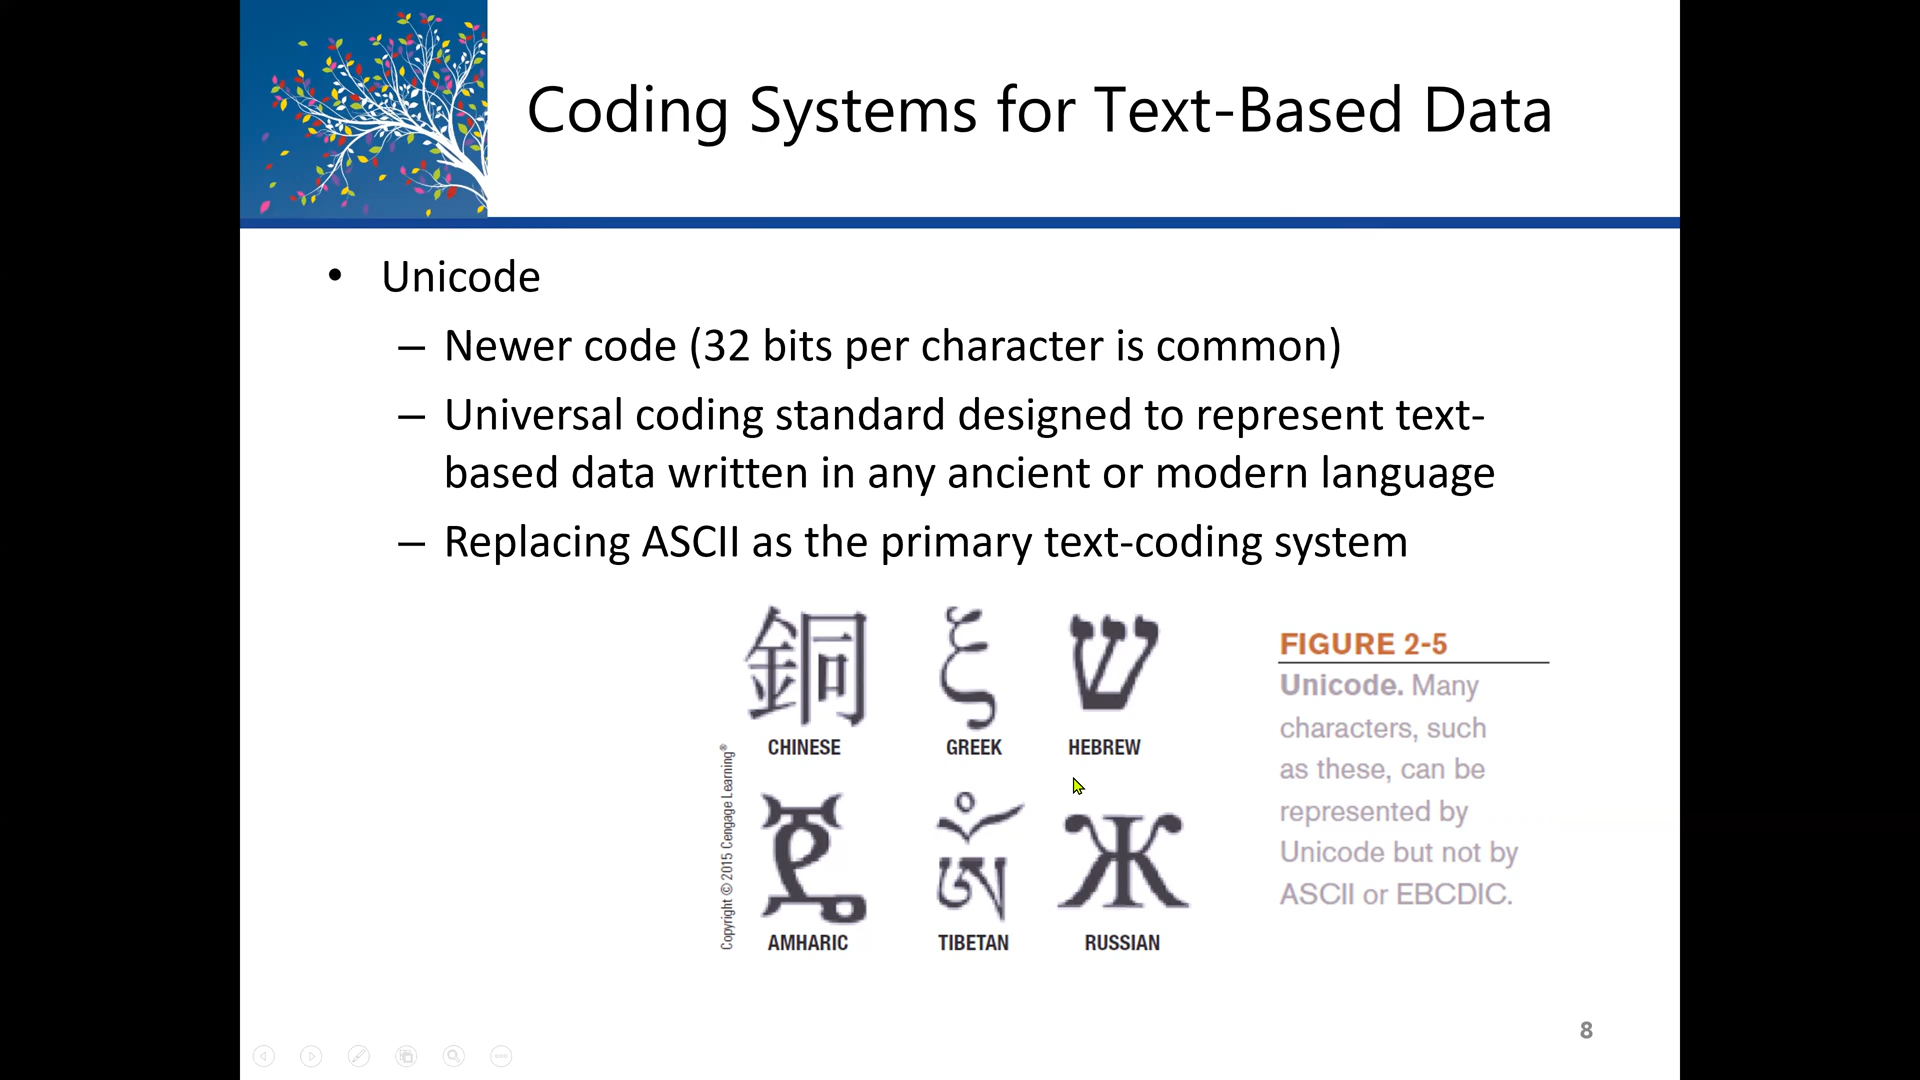 Coding Systems for Text-Based Data
• Unicode
– Newer code (32 bits per character is common)
– Universal coding standard designed to represent text-
based data written in any ancient or modern language
– Replacing ASCII as the primary text-coding system
銅 ξ ש
CHINESE GREEK HEBREW
ጀ ༀ Ж
AMHARIC TIBETAN RUSSIAN
Copyright © 2015 Cengage Learning®
FIGURE 2-5
Unicode. Many
characters, such
as these, can be
represented by
Unicode but not by
ASCII or EBCDIC.
8